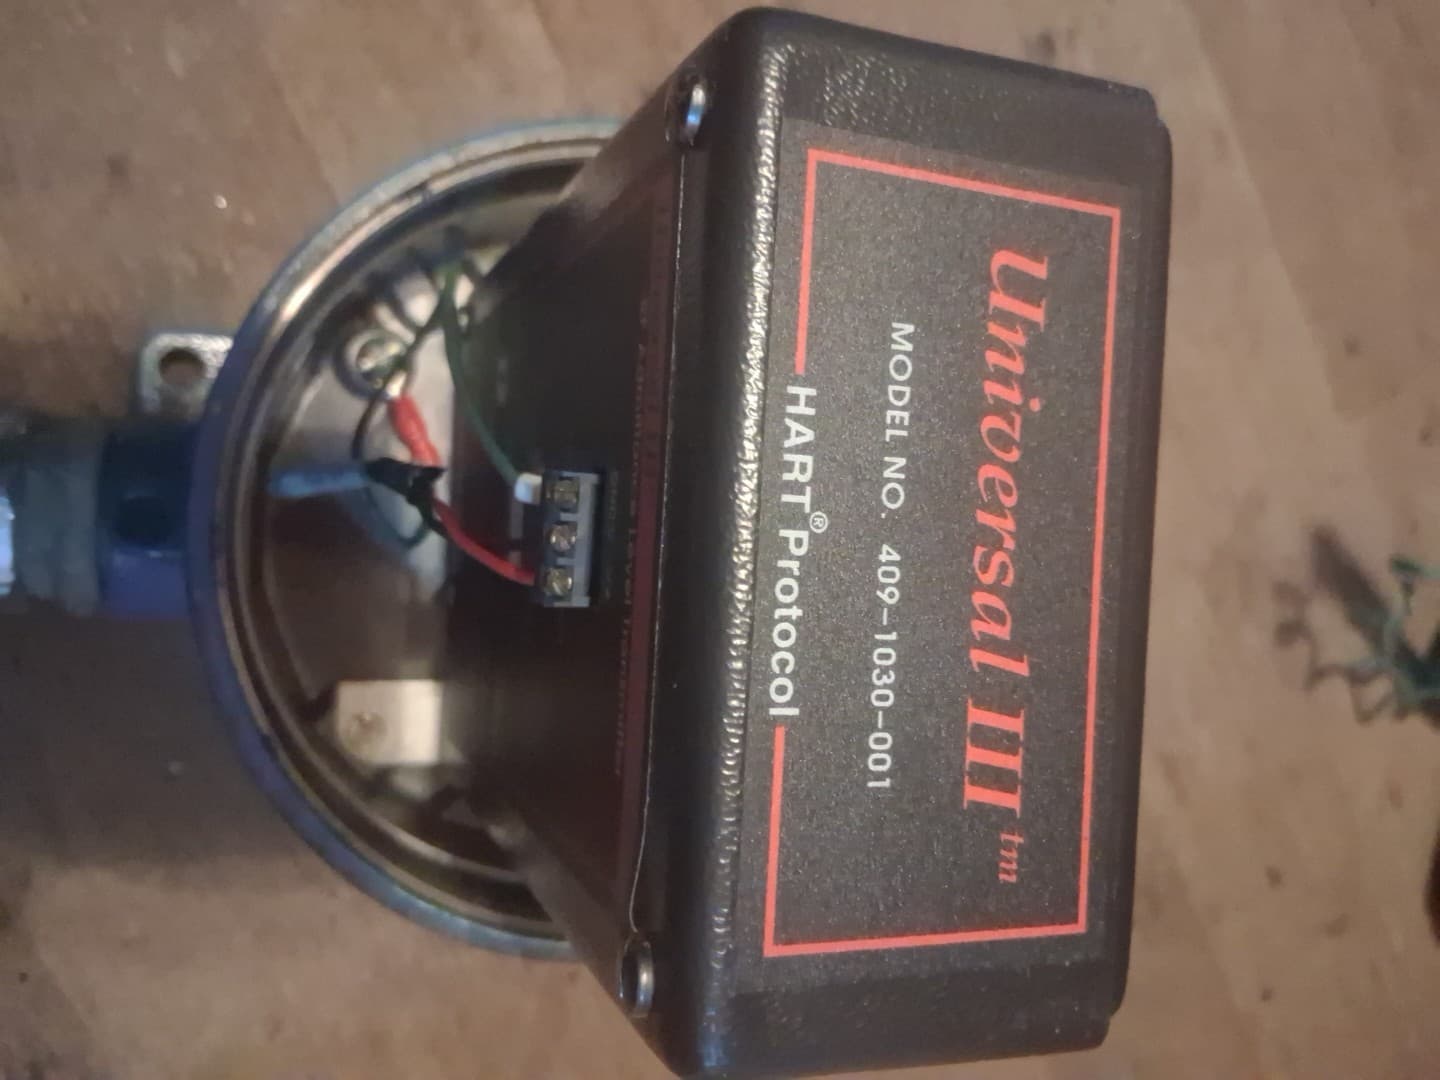 Universal III tm
MODEL NO. 409-1030-001
HART® Protocol